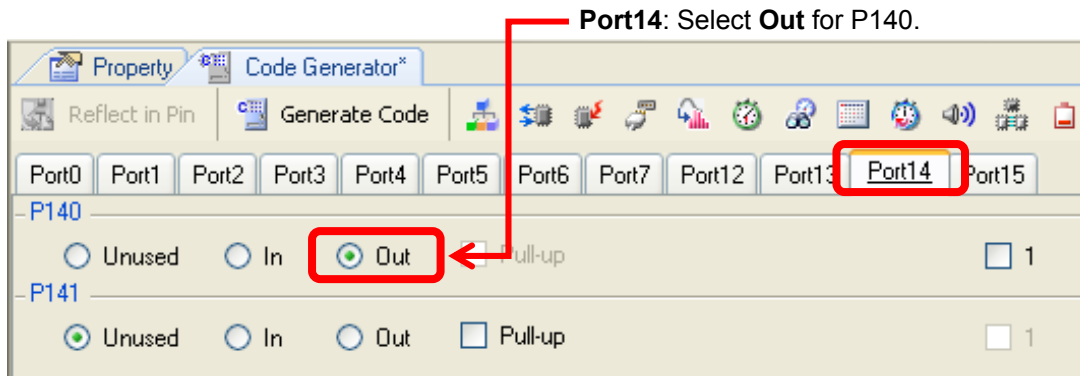 Port14: Select Out for P140.
Property Code Generator*
Reflect in Pin Generate Code
Port0 Port1 Port2 Port3 Port4 Port5 Port6 Port7 Port12 Port13 Port14 Port15
P140
Unused In Out Pull-up 1
P141
Unused In Out Pull-up 1